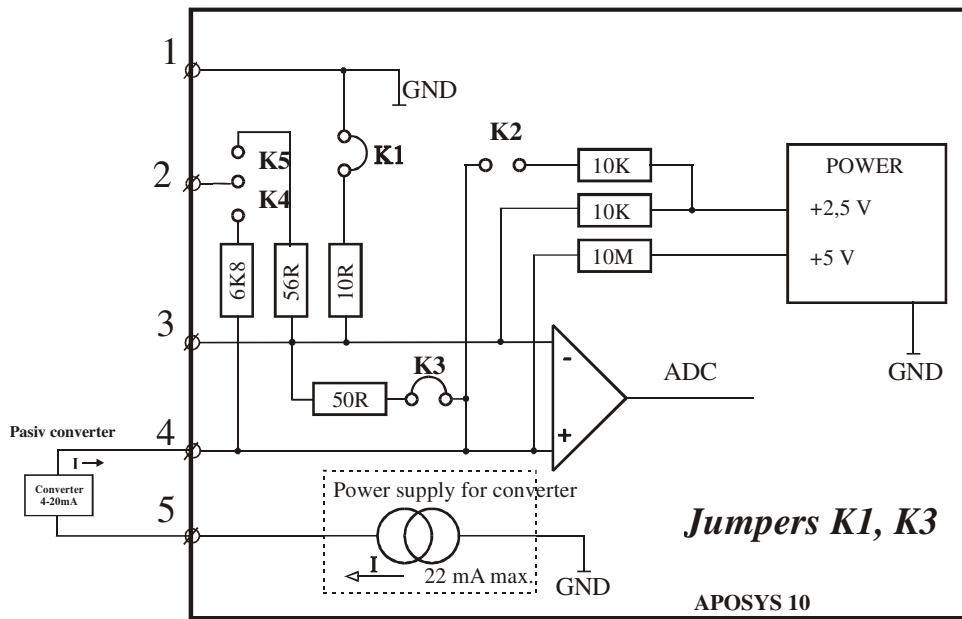 1
GND
K2
K5
K1
10K
POWER
2
K4
10K
+2,5 V
10M
+5 V
6K8
56R
10R
3
K3
-
ADC
GND
50R
Pasiv converter
4
+
I
Converter
4-20mA
5
Power supply for converter
Jumpers K1, K3
I
22 mA max.
GND
APOSYS 10